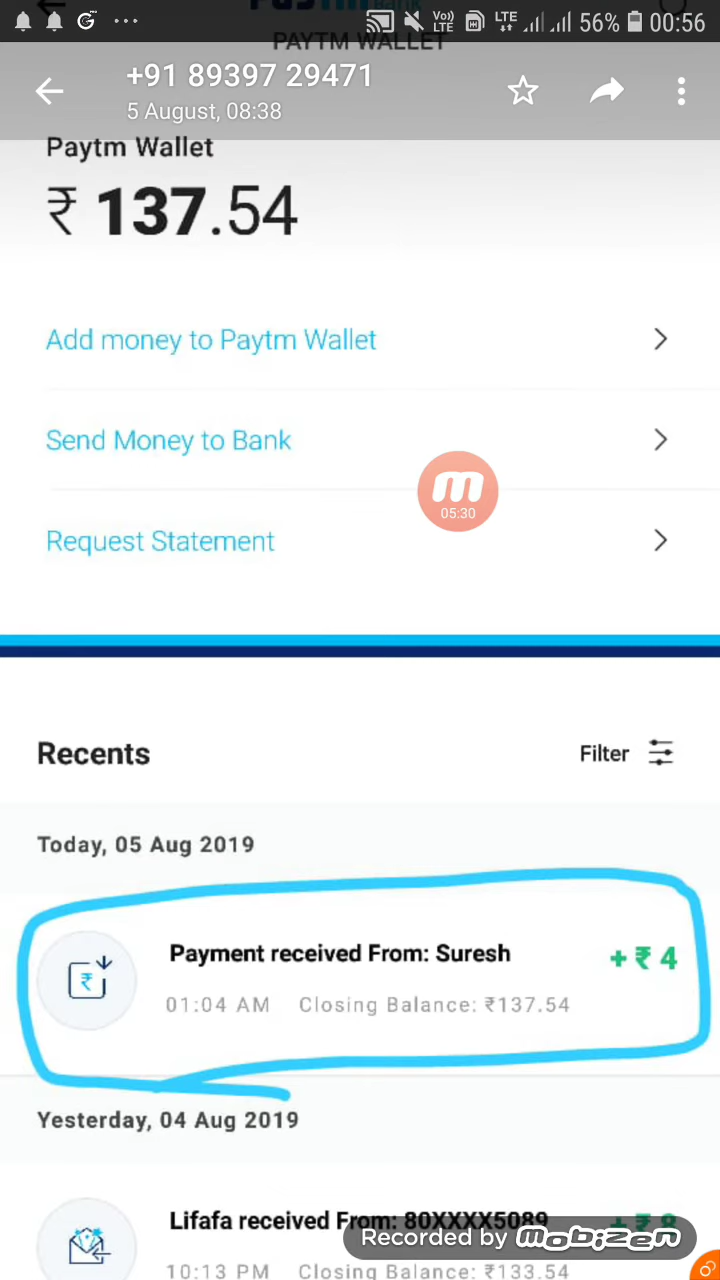 Vo)) LTE LTE 56% 00:56
PAYTM WALLET
+91 89397 29471
5 August, 08:38
Paytm Wallet
₹ 137.54
Add money to Paytm Wallet
Send Money to Bank
m
05:30
Request Statement
Recents
Filter
Today, 05 Aug 2019
Payment received From: Suresh
+ ₹ 4
01:04 AM Closing Balance: ₹137.54
Yesterday, 04 Aug 2019
Lifafa received From: 80XXXX5089
Recorded by mobizen
10:13 PM Closing Balance: ₹133.54